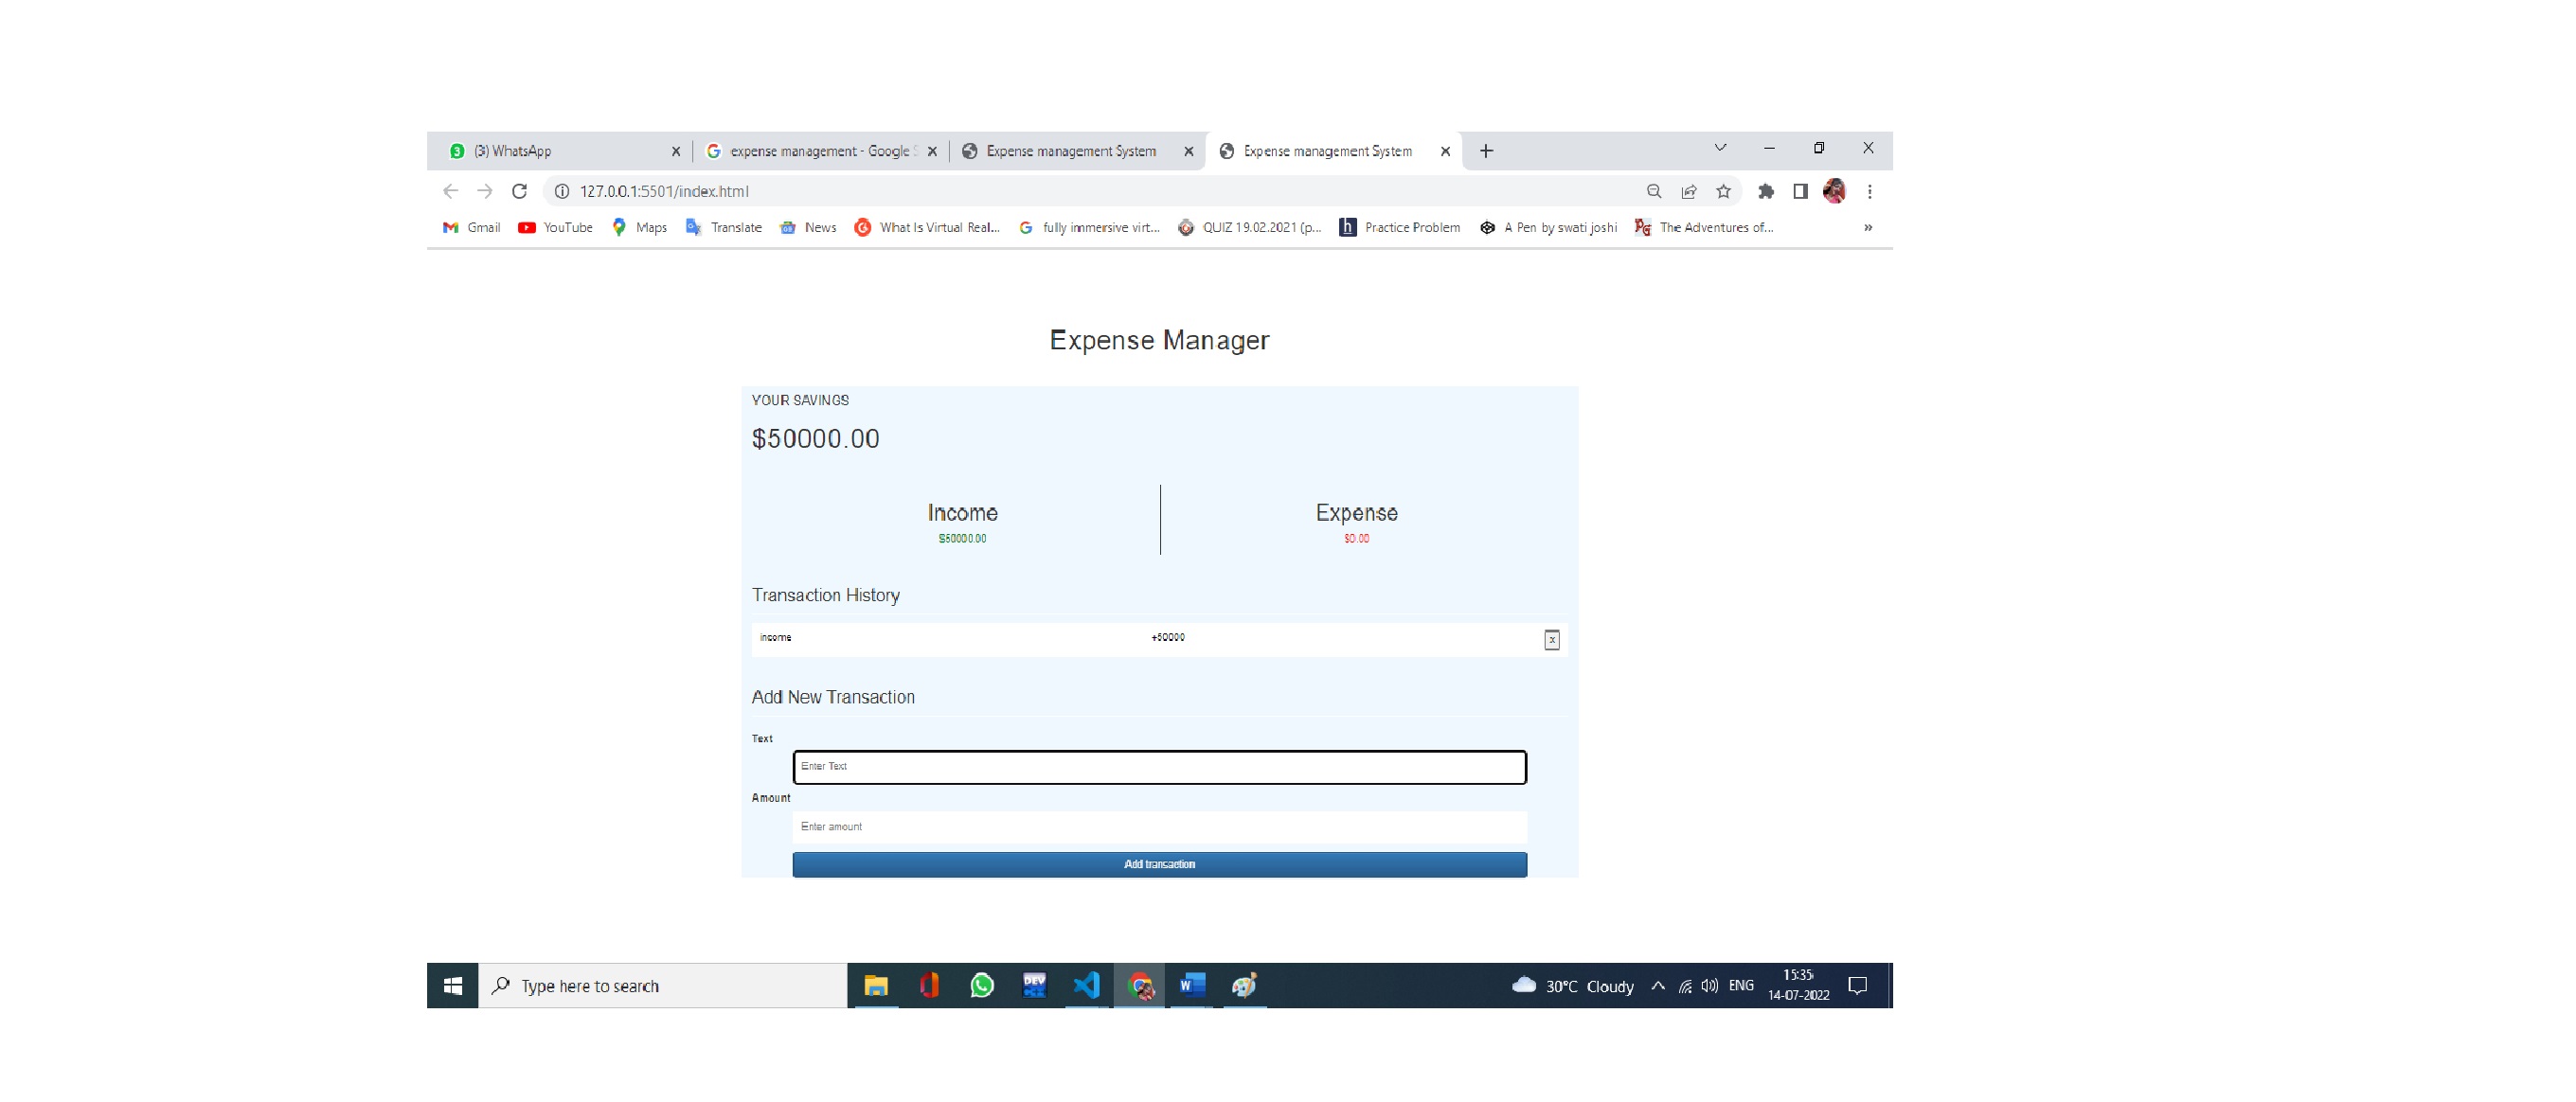 3 (3) WhatsApp
expense management - Google S
Expense management System
Expense management System
127.0.0.1:5501/index.html
Gmail YouTube Maps Translate News What Is Virtual Real... fully immersive virt... QUIZ 19.02.2021 (p... h Practice Problem A Pen by swati joshi PG The Adventures of... »
Expense Manager
YOUR SAVINGS
$50000.00
Income Expense
$50000.00 $0.00
Transaction History
income +50000 x
Add New Transaction
Text
Enter Text
Amount
Enter amount
Add transaction
Type here to search
DEV
W
30°C Cloudy ENG
15:35
14-07-2022